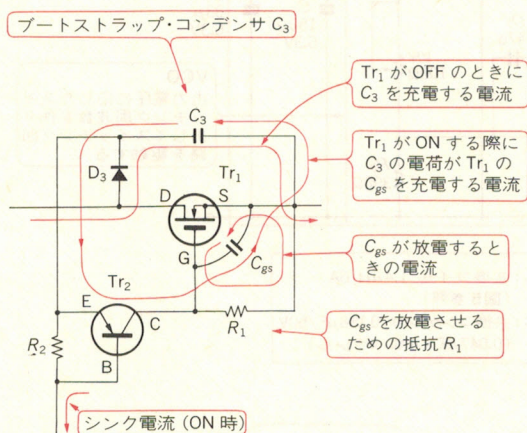 ブートストラップ・コンデンサ C3
Tr1 が OFF のときに
C3 を充電する電流
C3
Tr1 が ON する際に
C3 の電荷が Tr1 の
Cgs を充電する電流
D3
Tr1
D
S
G
Cgs
Cgs が放電すると
きの電流
Tr2
E
C
R1
R2
B
Cgs を放電させる
ための抵抗 R1
シンク電流 (ON 時)